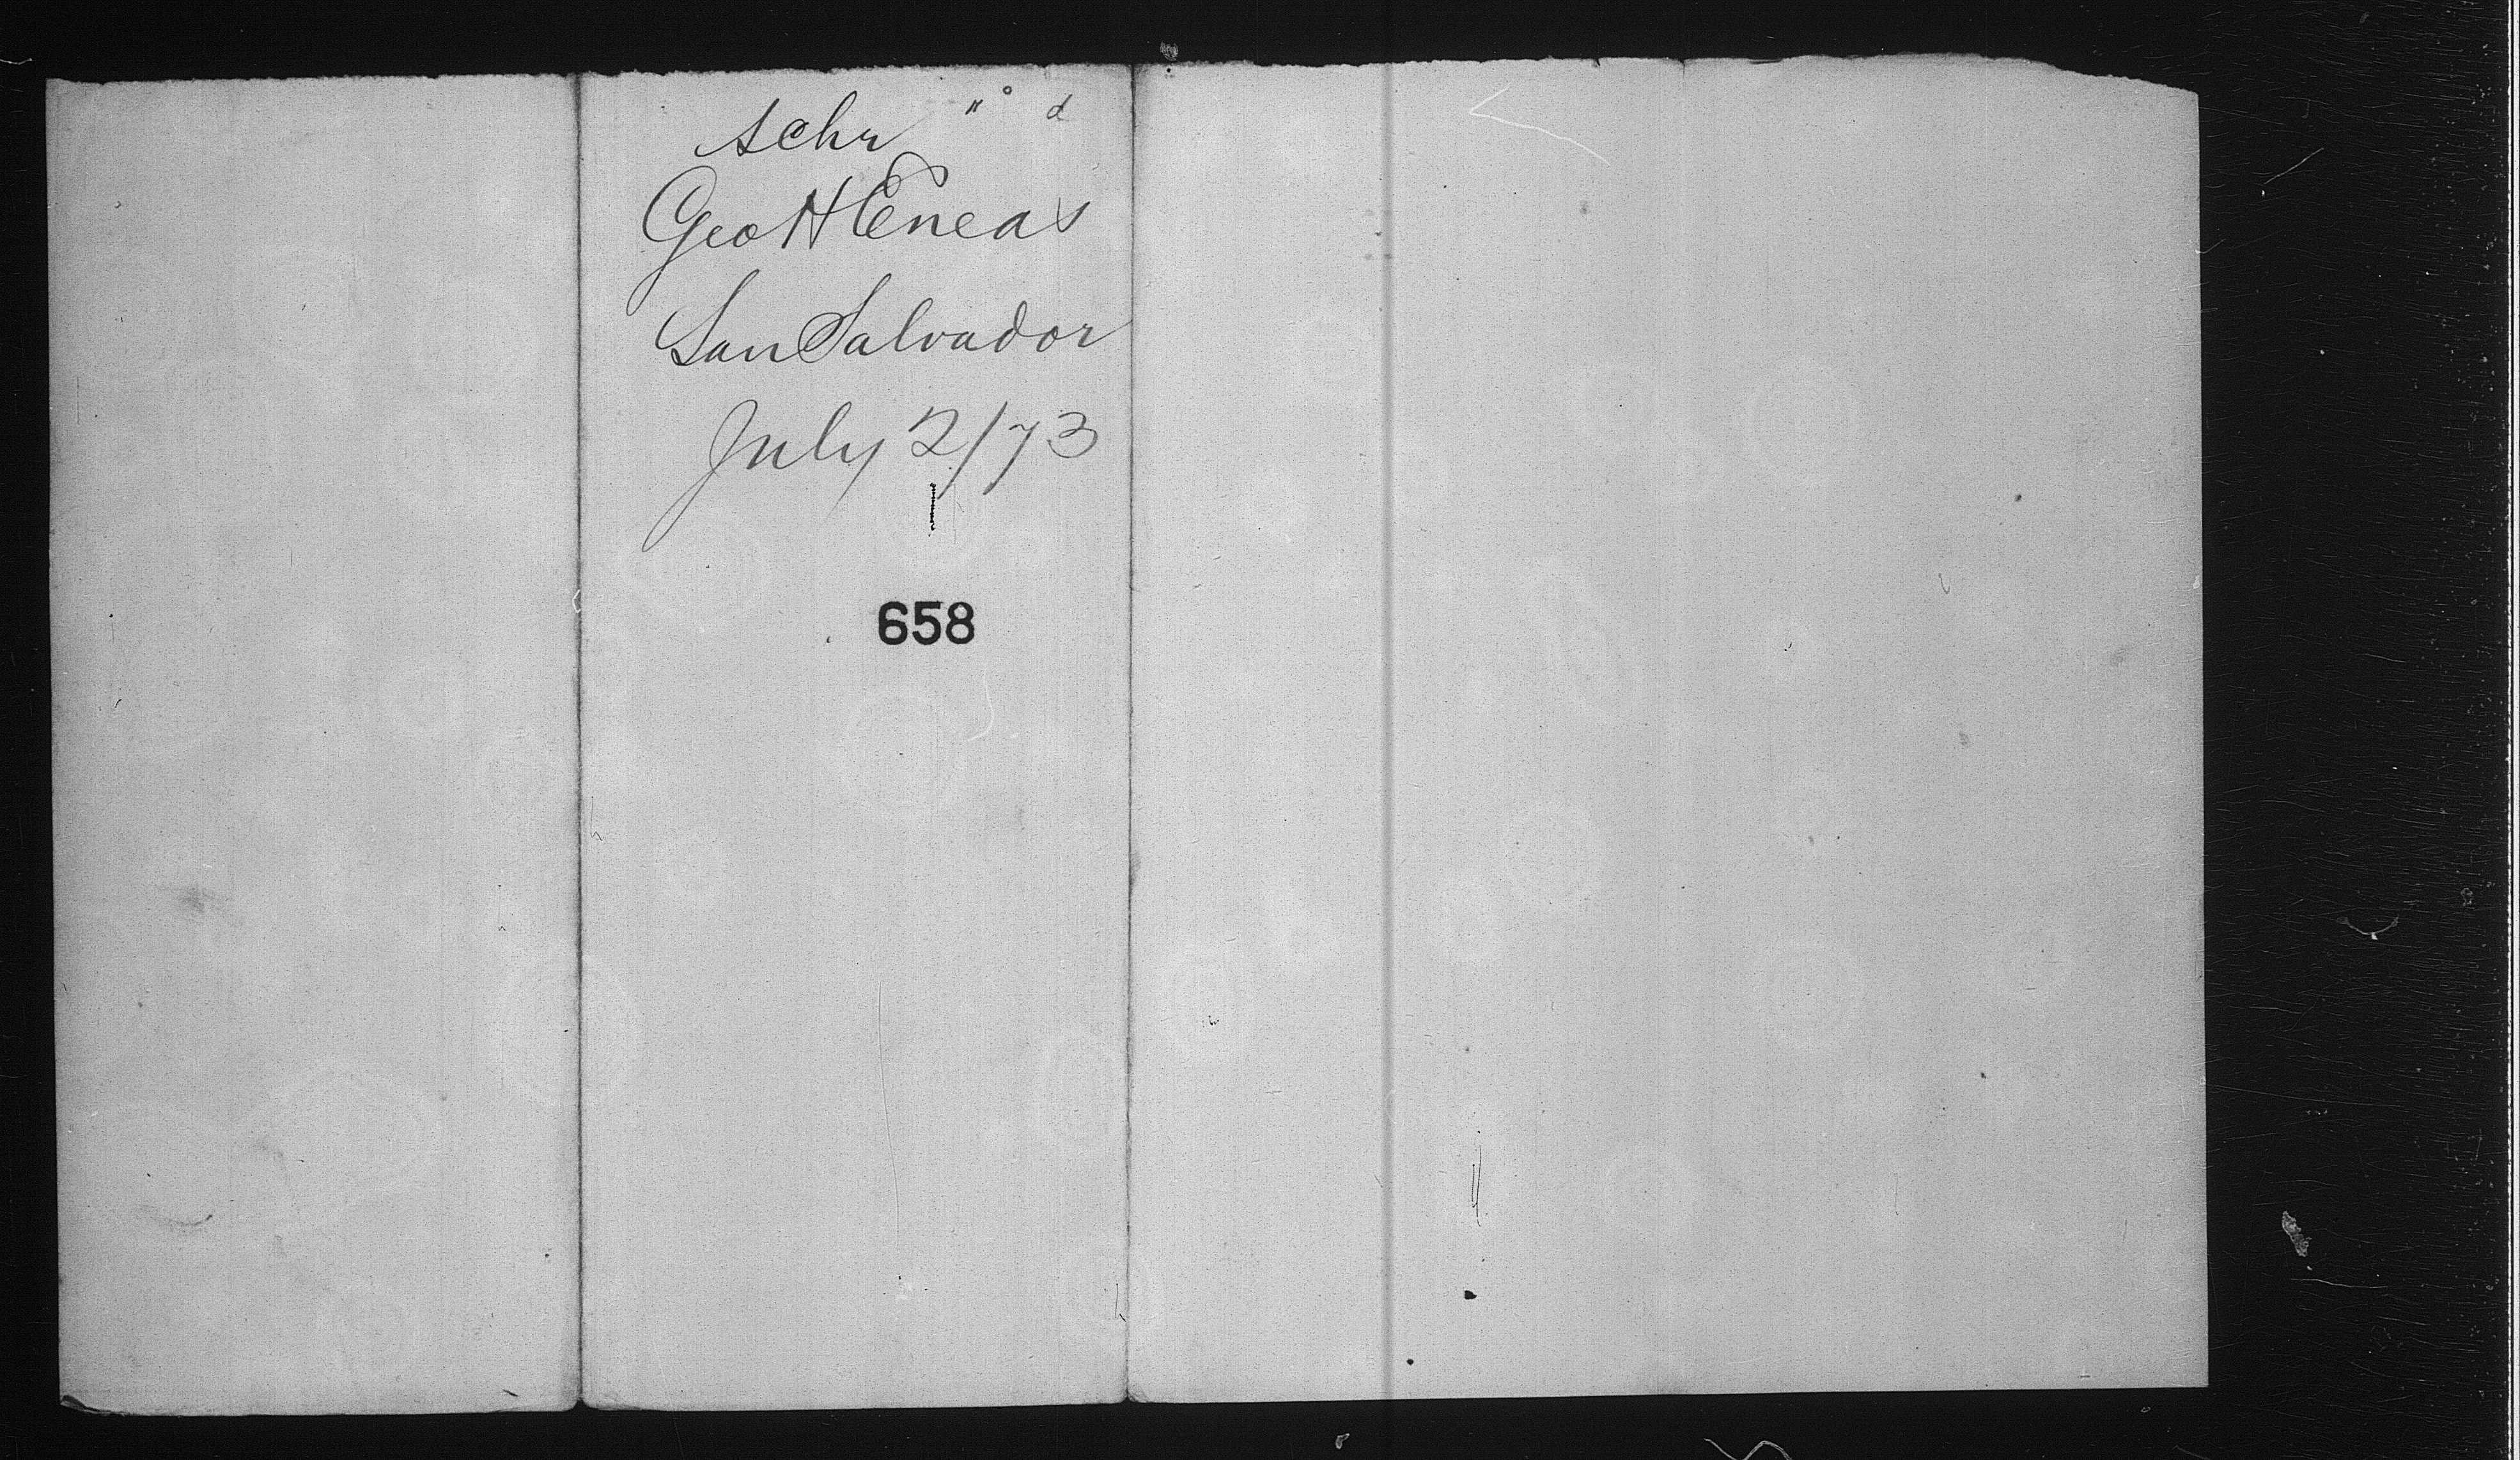 schr
Geo H Eneas
San Salvador
July 2/73
658